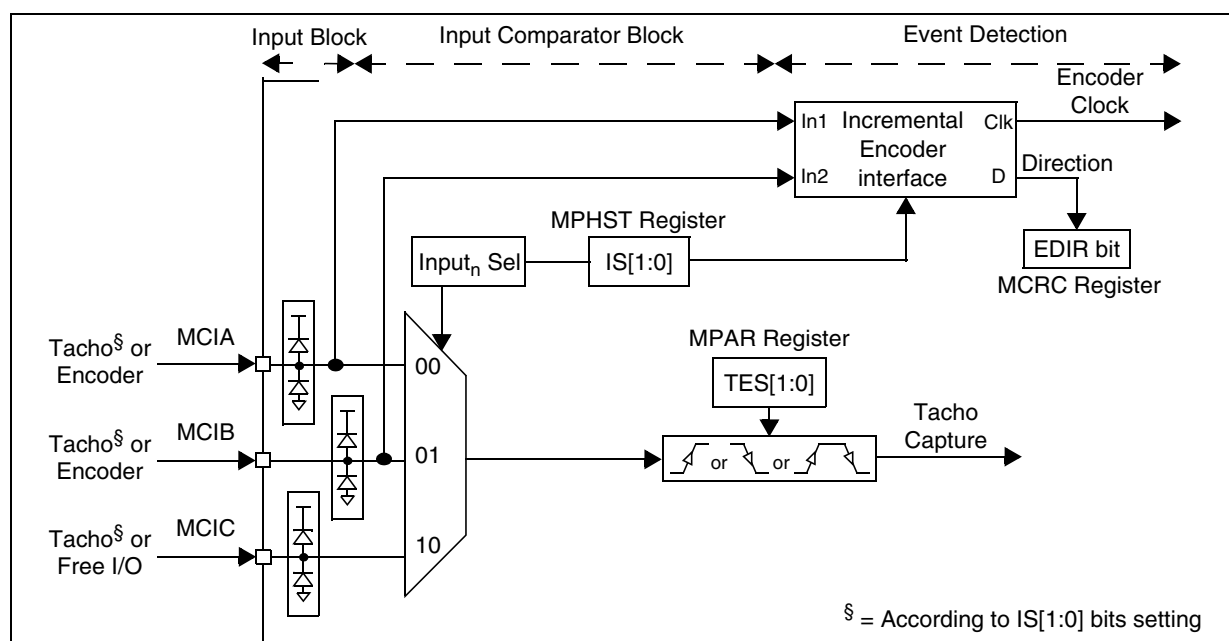 Input Block
Input Comparator Block
Event Detection
Encoder
Clock
In1
Incremental
Encoder
interface
Clk
In2
D
Direction
MPHST Register
Inputn Sel
IS[1:0]
EDIR bit
MCRC Register
Tacho§ or
Encoder
MCIA
00
MPAR Register
TES[1:0]
Tacho§ or
Encoder
MCIB
01
or
or
Tacho
Capture
Tacho§ or
Free I/O
MCIC
10
§ = According to IS[1:0] bits setting